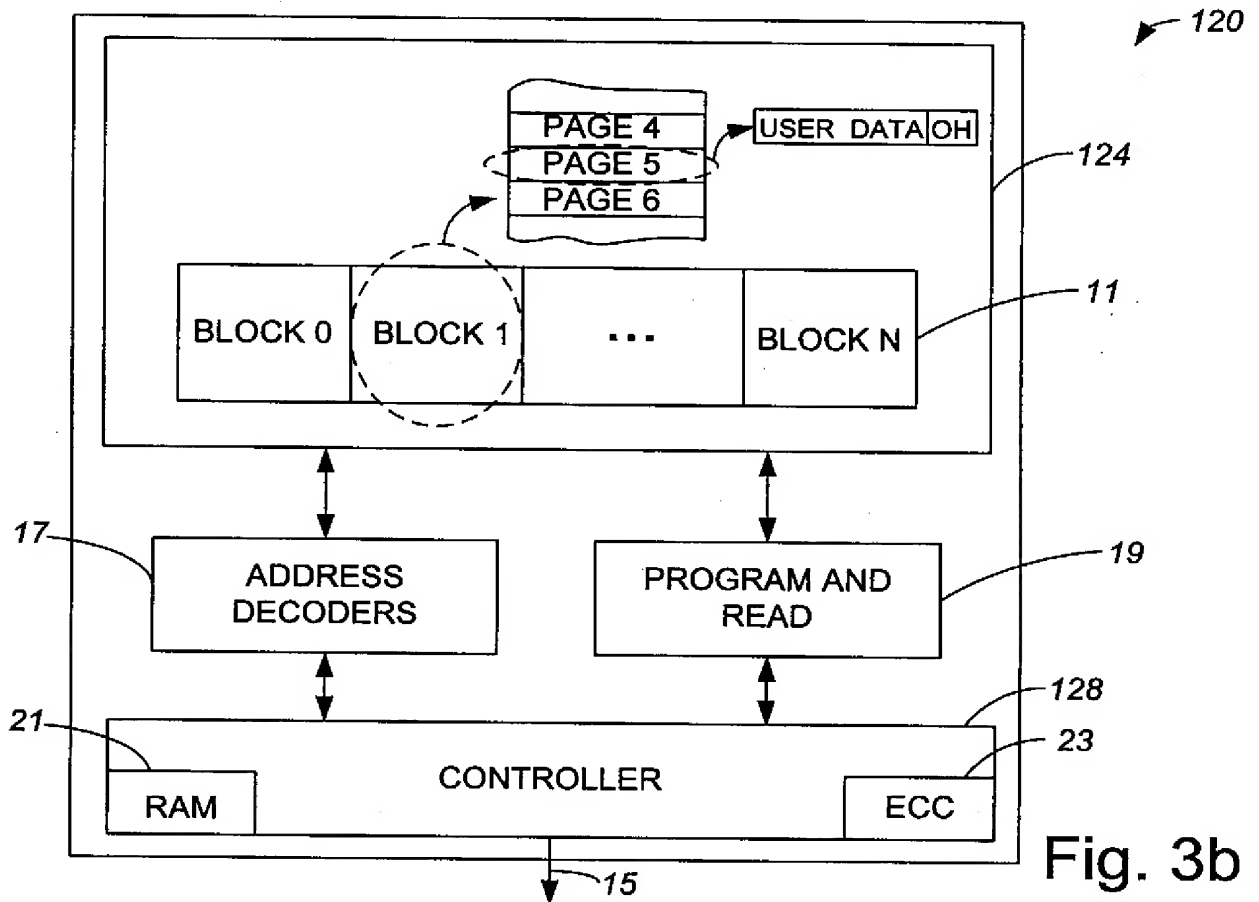 120
PAGE 4
USER DATA OH
PAGE 5
124
PAGE 6
11
BLOCK 0
BLOCK 1
...
BLOCK N
17
ADDRESS
DECODERS
PROGRAM AND
READ
19
128
21
23
CONTROLLER
RAM
ECC
15
Fig. 3b